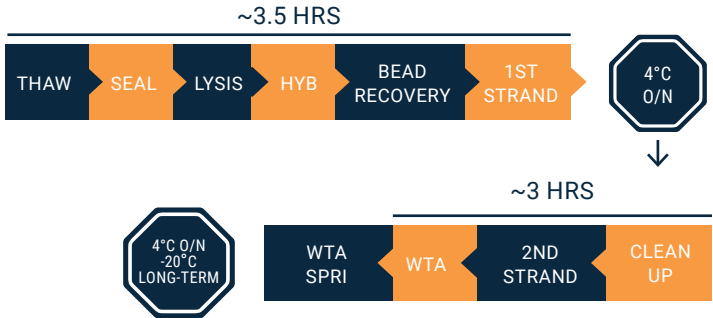 ~3.5 HRS
THAW
SEAL
LYSIS
HYB
BEAD
RECOVERY
1ST
STRAND
4°C
O/N
~3 HRS
CLEAN
UP
2ND
STRAND
WTA
WTA
SPRI
4°C O/N
-20°C
LONG-TERM